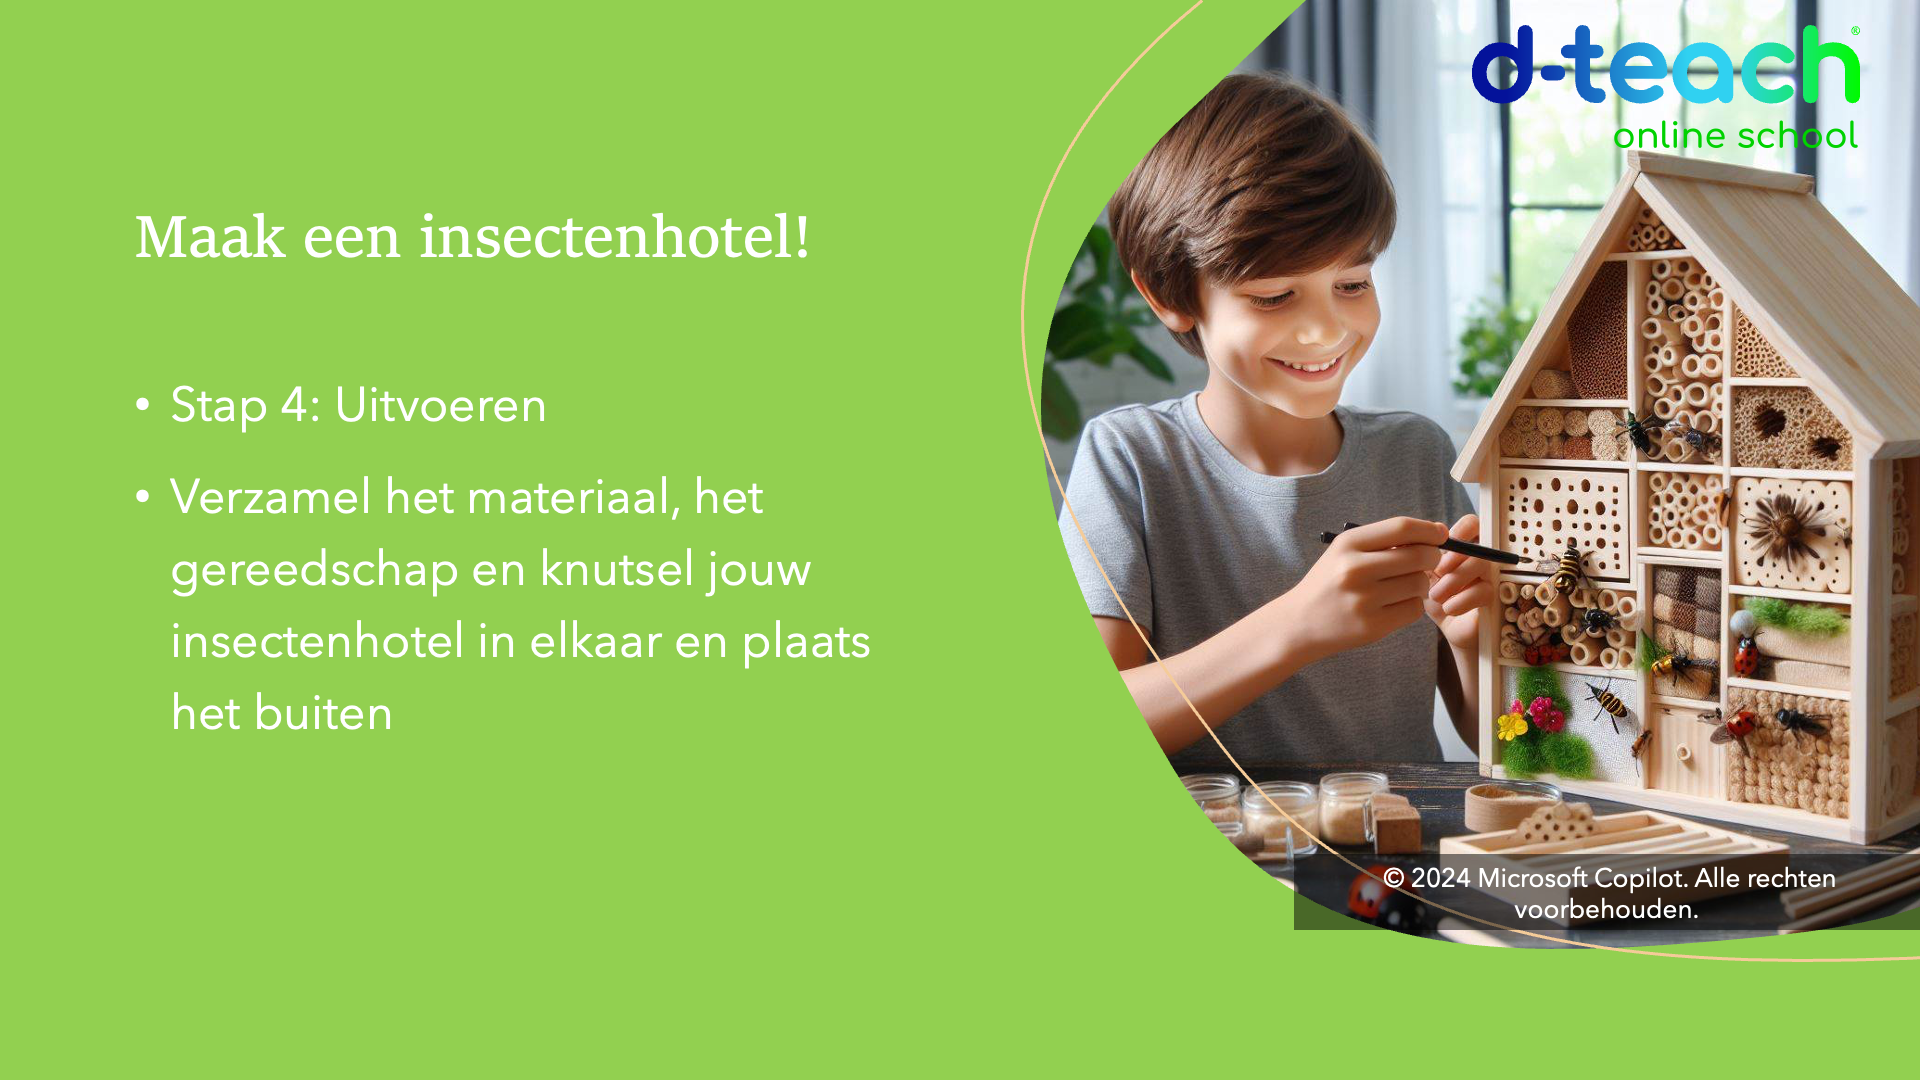 d-teach®
online school
Maak een insectenhotel!
• Stap 4: Uitvoeren
• Verzamel het materiaal, het
gereedschap en knutsel jouw
insectenhotel in elkaar en plaats
het buiten
© 2024 Microsoft Copilot. Alle rechten
voorbehouden.